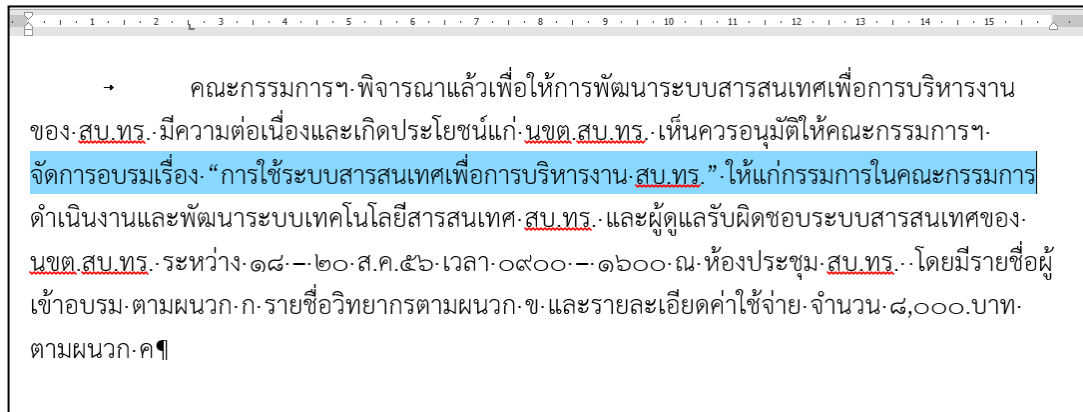 1 2 3 4 5 6 7 8 9 10 11 12 13 14 15
คณะกรรมการฯ พิจารณาแล้วเพื่อให้การพัฒนาระบบสารสนเทศเพื่อการบริหารงาน
ของ สบ.ทร. มีความต่อเนื่องและเกิดประโยชน์แก่ นขต.สบ.ทร. เห็นควรอนุมัติให้คณะกรรมการฯ
จัดการอบรมเรื่อง “การใช้ระบบสารสนเทศเพื่อการบริหารงาน สบ.ทร.” ให้แก่กรรมการในคณะกรรมการ
ดำเนินงานและพัฒนาระบบเทคโนโลยีสารสนเทศ สบ.ทร. และผู้ดูแลรับผิดชอบระบบสารสนเทศของ
นขต.สบ.ทร. ระหว่าง ๑๘ – ๒๐ ส.ค.๕๖ เวลา ๐๙๐๐ – ๑๖๐๐ ณ ห้องประชุม สบ.ทร.  โดยมีรายชื่อผู้
เข้าอบรม ตามผนวก ก รายชื่อวิทยากรตามผนวก ข และรายละเอียดค่าใช้จ่าย จำนวน ๘,๐๐๐ บาท
ตามผนวก ค¶